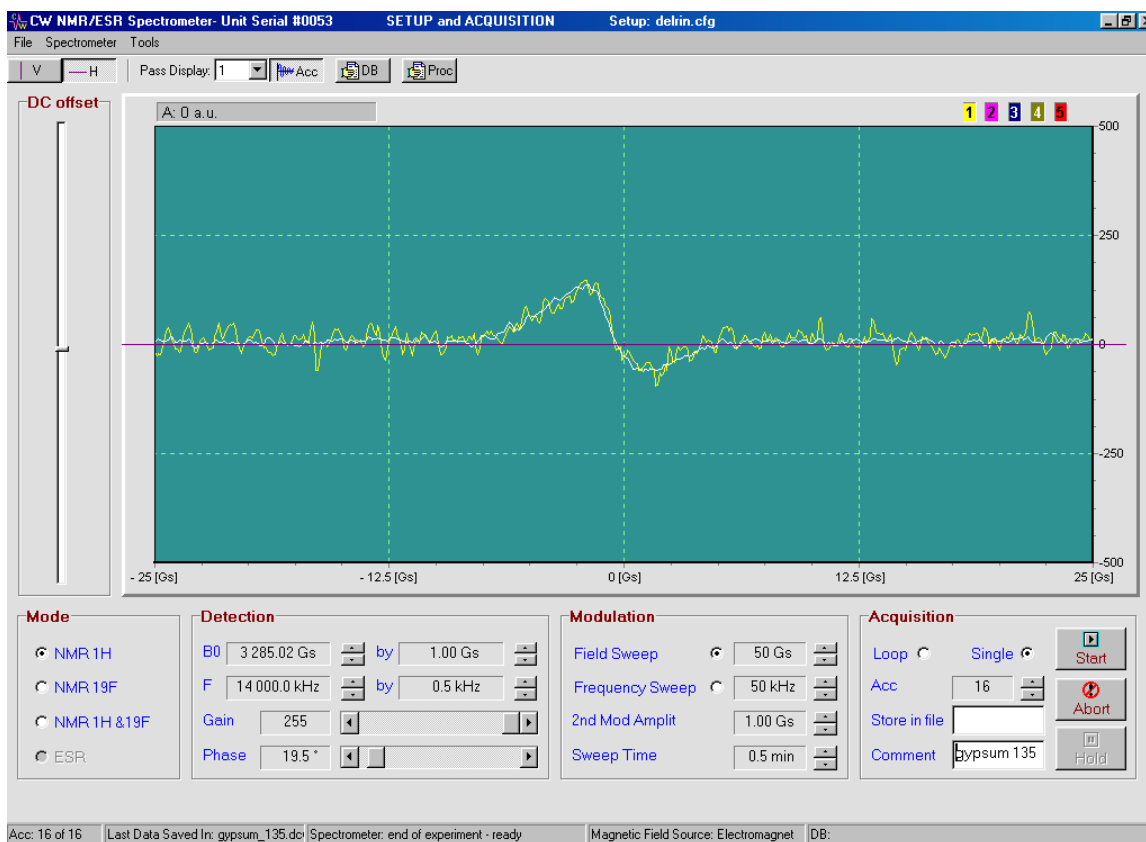 CW NMR/ESR Spectrometer- Unit Serial #0053 SETUP and ACQUISITION Setup: delrin.cfg
File Spectrometer Tools
V H Pass Display: 1 Acc DB Proc
DC offset
A: 0 a.u. 1 2 3 4 5
500
250
0
-250
-500
- 25 [Gs] - 12.5 [Gs] 0 [Gs] 12.5 [Gs] 25 [Gs]
Mode Detection Modulation Acquisition
NMR 1H B0 3 285.02 Gs by 1.00 Gs Field Sweep 50 Gs Loop Single Start
NMR 19F F 14 000.0 kHz by 0.5 kHz Frequency Sweep 50 kHz Acc 16
NMR 1H &19F Gain 255 2nd Mod Amplit 1.00 Gs Store in file Abort
ESR Phase 19.5 ° Sweep Time 0.5 min Comment gypsum 135 Hold
Acc: 16 of 16 Last Data Saved In: gypsum_135.dc Spectrometer: end of experiment - ready Magnetic Field Source: Electromagnet DB: